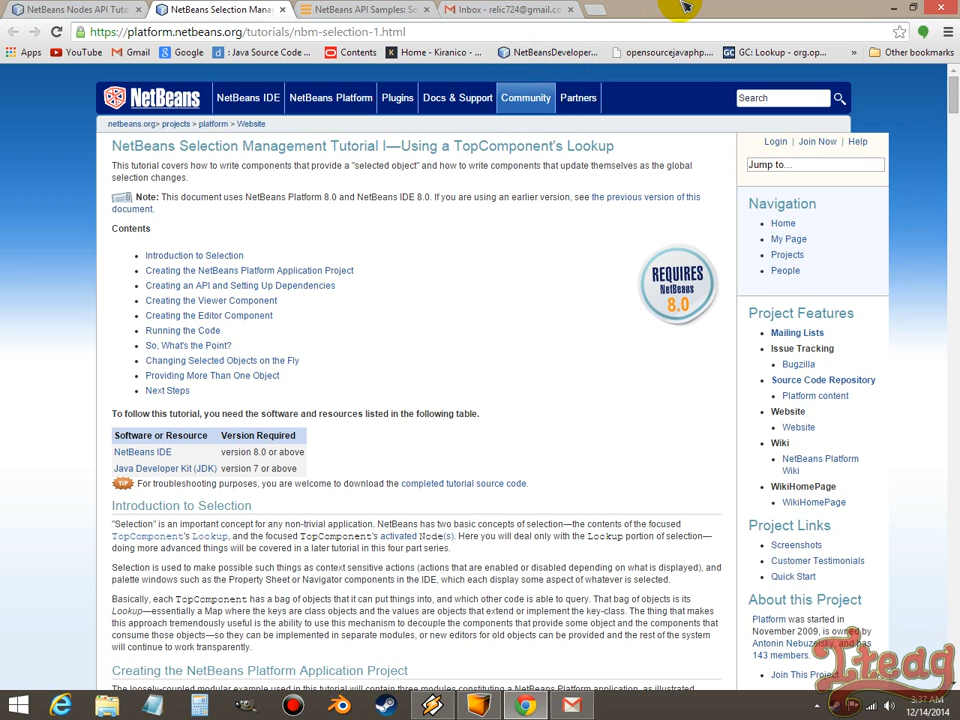 NetBeans Nodes API Tuto
NetBeans Selection Mana
NetBeans API Samples: So
Inbox - relic724@gmail.co
https://platform.netbeans.org/tutorials/nbm-selection-1.html
Apps
YouTube
Gmail
Google
Contents
Home - Kiranico - ...
NetBeansDeveloper...
opensourcejavaphp....
GC: Lookup - org.op...
»
Other bookmarks
NetBeans
NetBeans IDE
NetBeans Platform
Plugins
Docs & Support
Community
Partners
Search
netbeans.org> projects > platform > Website
Login | Join Now | Help
Jump to...
NetBeans Selection Management Tutorial I—Using a TopComponent's Lookup
This tutorial covers how to write components that provide a "selected object" and how to write components that update themselves as the global
selection changes.
Note: This document uses NetBeans Platform 8.0 and NetBeans IDE 8.0. If you are using an earlier version, see the previous version of this
document.
Contents
• Introduction to Selection
• Creating the NetBeans Platform Application Project
• Creating an API and Setting Up Dependencies
• Creating the Viewer Component
• Creating the Editor Component
• Running the Code
• So, What's the Point?
• Changing Selected Objects on the Fly
• Providing More Than One Object
• Next Steps
REQUIRES
NetBeans
8.0
To follow this tutorial, you need the software and resources listed in the following table.
Software or Resource Version Required
NetBeans IDE version 8.0 or above
Java Developer Kit (JDK) version 7 or above
TIP For troubleshooting purposes, you are welcome to download the completed tutorial source code.
Introduction to Selection
"Selection" is an important concept for any non-trivial application. NetBeans has two basic concepts of selection—the contents of the focused
TopComponent's Lookup, and the focused TopComponent's activated Node(s). Here you will deal only with the Lookup portion of selection—
doing more advanced things will be covered in a later tutorial in this four part series.
Selection is used to make possible such things as context sensitive actions (actions that are enabled or disabled depending on what is displayed), and
palette windows such as the Property Sheet or Navigator components in the IDE, which each display some aspect of whatever is selected.
Basically, each TopComponent has a bag of objects that it can put things into, and which other code is able to query. That bag of objects is its
Lookup—essentially a Map where the keys are class objects and the values are objects that extend or implement the key-class. The thing that makes
this approach tremendously useful is the ability to use this mechanism to decouple the components that provide some object and the components that
consume those objects—so they can be implemented in separate modules, or new editors for old objects can be provided and the rest of the system
will continue to work transparently.
Creating the NetBeans Platform Application Project
The loosely-coupled modular example used in this tutorial will contain three modules constituting a NetBeans Platform application, as illustrated
Navigation
• Home
• My Page
• Projects
• People
Project Features
• Mailing Lists
• Issue Tracking
• Bugzilla
• Source Code Repository
• Platform content
• Website
• Website
• Wiki
• NetBeans Platform
Wiki
• WikiHomePage
• WikiHomePage
Project Links
• Screenshots
• Customer Testimonials
• Quick Start
About this Project
Platform was started in
November 2009, is owned by
Antonin Nebuzelsky, and has
143 members.
• Join This Project
3:37 AM
12/14/2014